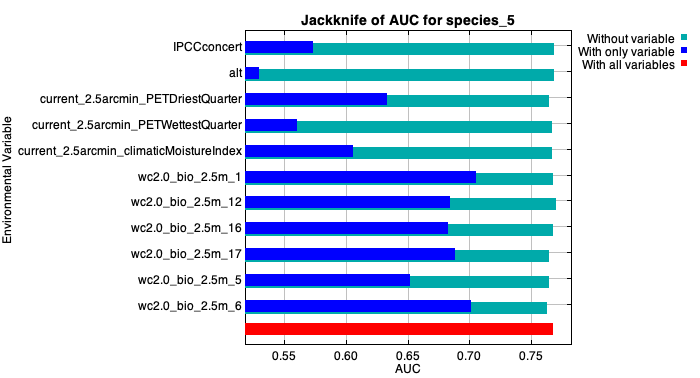 Jackknife of AUC for species_5
Without variable
With only variable
With all variables
Environmental Variable
IPCCconcert
alt
current_2.5arcmin_PETDriestQuarter
current_2.5arcmin_PETWettestQuarter
current_2.5arcmin_climaticMoistureIndex
wc2.0_bio_2.5m_1
wc2.0_bio_2.5m_12
wc2.0_bio_2.5m_16
wc2.0_bio_2.5m_17
wc2.0_bio_2.5m_5
wc2.0_bio_2.5m_6
0.55 0.60 0.65 0.70 0.75
AUC